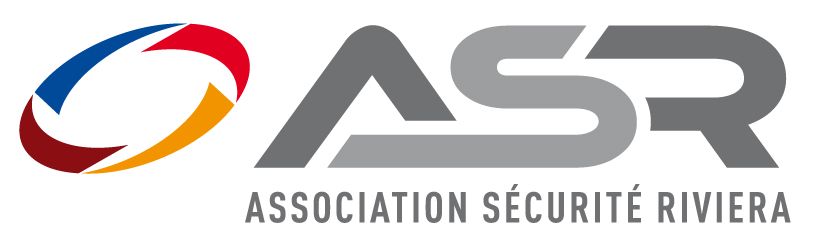 ASR
ASSOCIATION SÉCURITÉ RIVIERA